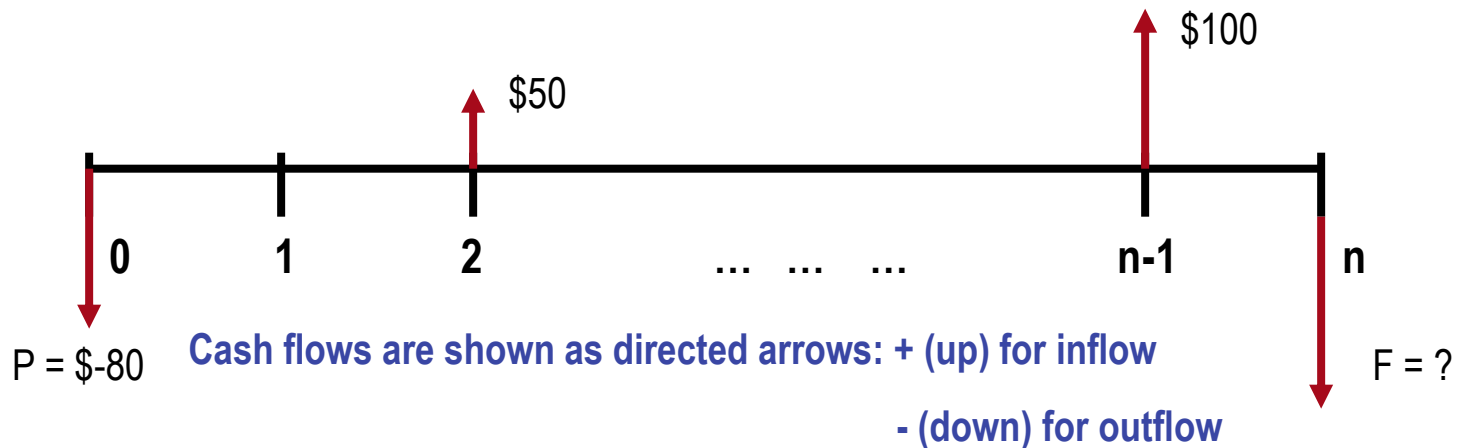 $100
$50
0 1 2 ... ... ... n-1 n
P = $-80
Cash flows are shown as directed arrows: + (up) for inflow
F = ?
- (down) for outflow